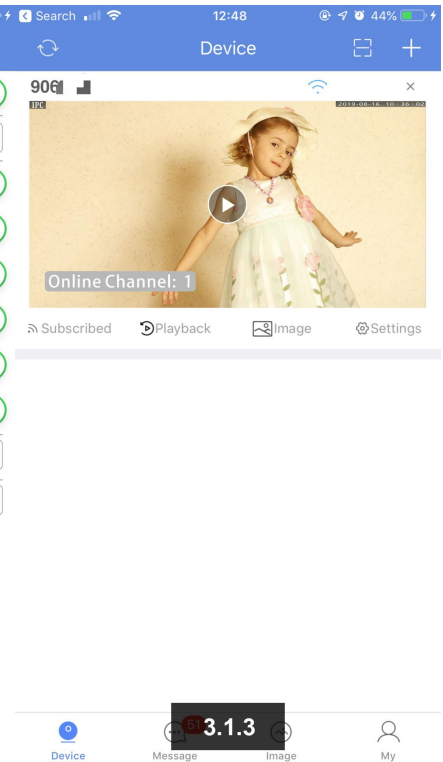 Search 12:48 44%
Device
906
IPC 2019-08-16 10:36:02
Online Channel: 1
Subscribed Playback Image Settings
51
3.1.3
Device Message Image My